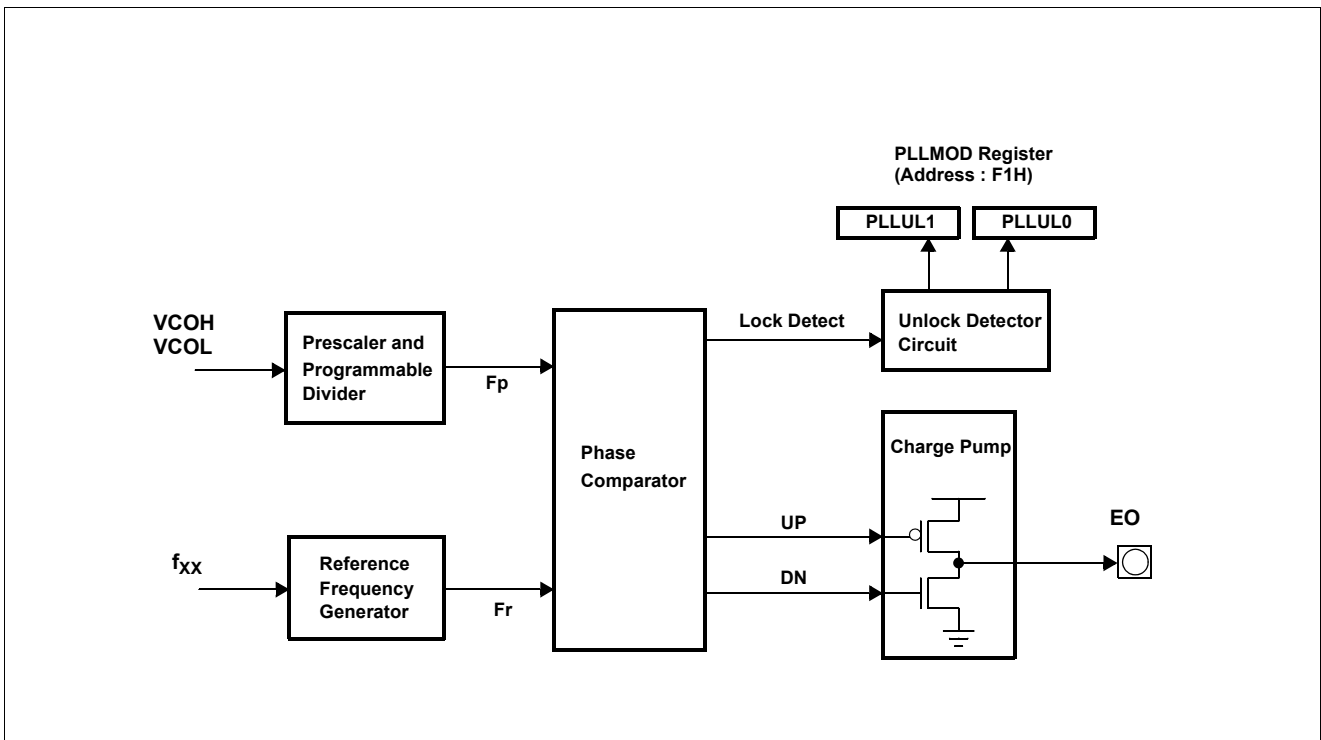 PLLMOD Register
(Address : F1H)
PLLUL1
PLLUL0
VCOH
VCOL
Prescaler and
Programmable
Divider
Fp
Lock Detect
Unlock Detector
Circuit
Phase
Comparator
Charge Pump
UP
DN
EO
fXX
Reference
Frequency
Generator
Fr